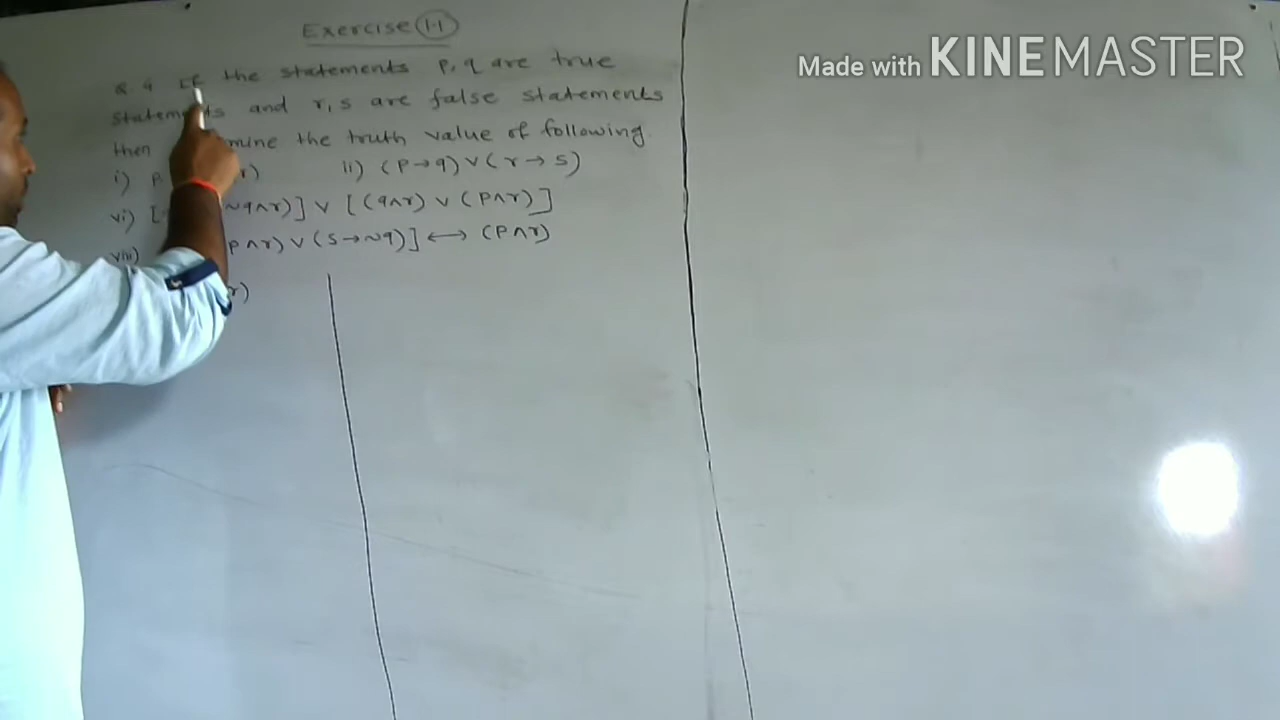 Exercise 1.1
Q. 4 If the statements p, q are true
statements and r, s are false statements
then mine the truth value of following
i) p r) ii) (p→q)∨(r→s)
vi) [ ~q∧r)] ∨ [(q∧r) ∨ (p∧r)]
viii) p∧r) ∨ (s→~q)] ↔ (p∧r)
r)
Made with KINEMASTER